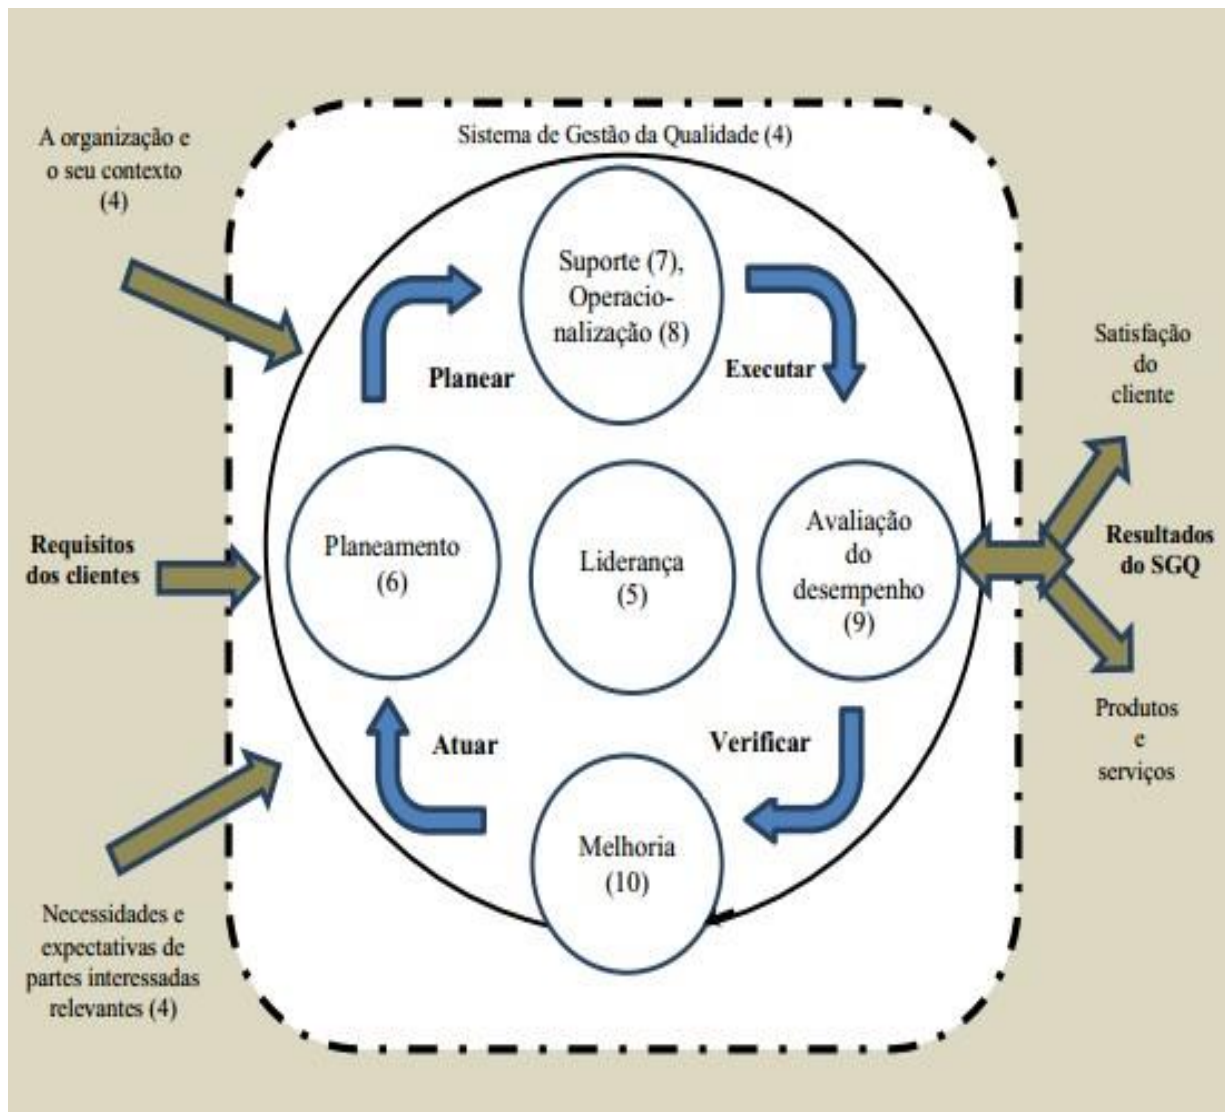 Sistema de Gestão da Qualidade (4)
A organização e
o seu contexto
(4)
Suporte (7),
Operacio-
nalização (8)
Planear
Executar
Satisfação
do
cliente
Requisitos
dos clientes
Planeamento
(6)
Liderança
(5)
Avaliação
do
desempenho
(9)
Resultados
do SGQ
Atuar
Verificar
Produtos
e
serviços
Melhoria
(10)
Necessidades e
expectativas de
partes interessadas
relevantes (4)